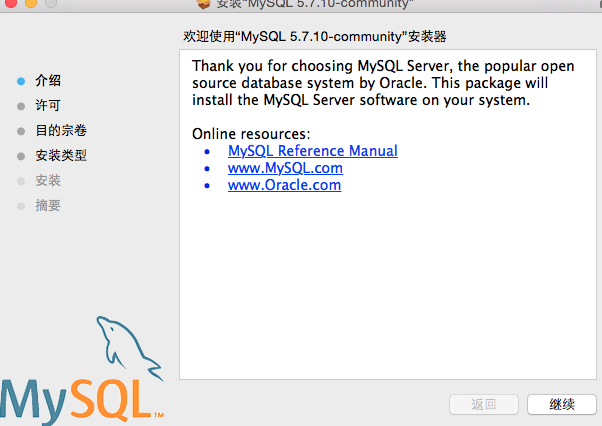 安装“MySQL 5.7.10-community”
欢迎使用“MySQL 5.7.10-community”安装器
介绍
许可
目的宗卷
安装类型
安装
摘要
Thank you for choosing MySQL Server, the popular open
source database system by Oracle. This package will
install the MySQL Server software on your system.
Online resources:
• MySQL Reference Manual
• www.MySQL.com
• www.Oracle.com
MySQL™
返回
继续